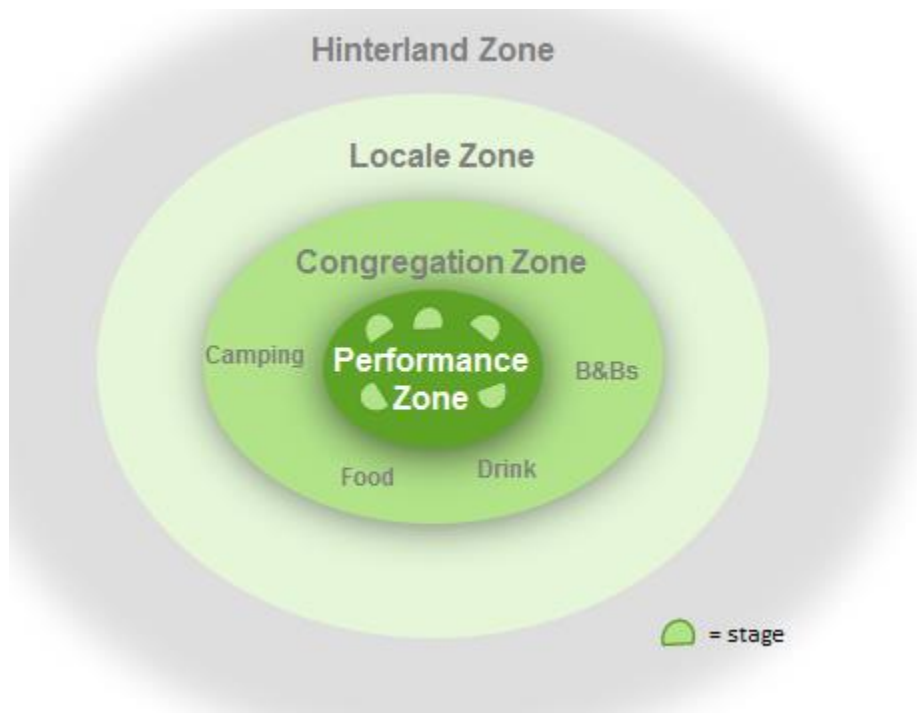 Hinterland Zone
Locale Zone
Congregation Zone
Camping
Performance
Zone
B&Bs
Food
Drink
= stage